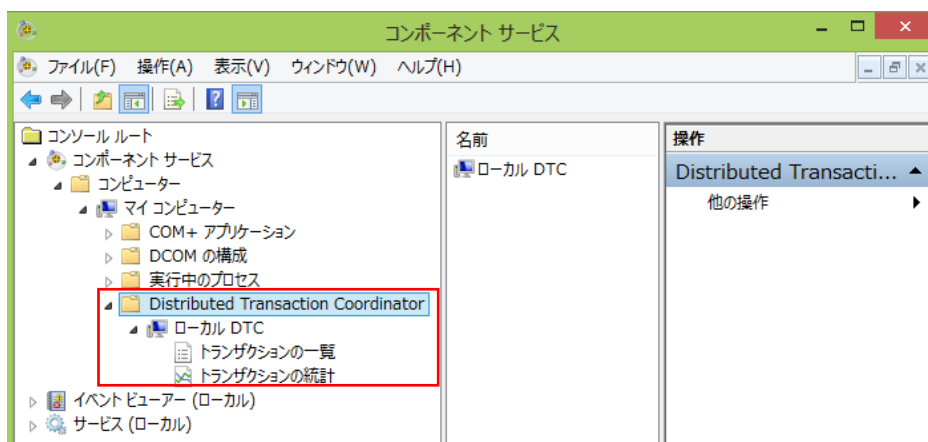 コンポーネント サービス
ファイル(F) 操作(A) 表示(V) ウィンドウ(W) ヘルプ(H)
コンソール ルート
コンポーネント サービス
コンピューター
マイ コンピューター
COM+ アプリケーション
DCOM の構成
実行中のプロセス
Distributed Transaction Coordinator
ローカル DTC
トランザクションの一覧
トランザクションの統計
イベント ビューアー (ローカル)
サービス (ローカル)
名前
ローカル DTC
操作
Distributed Transacti...
他の操作